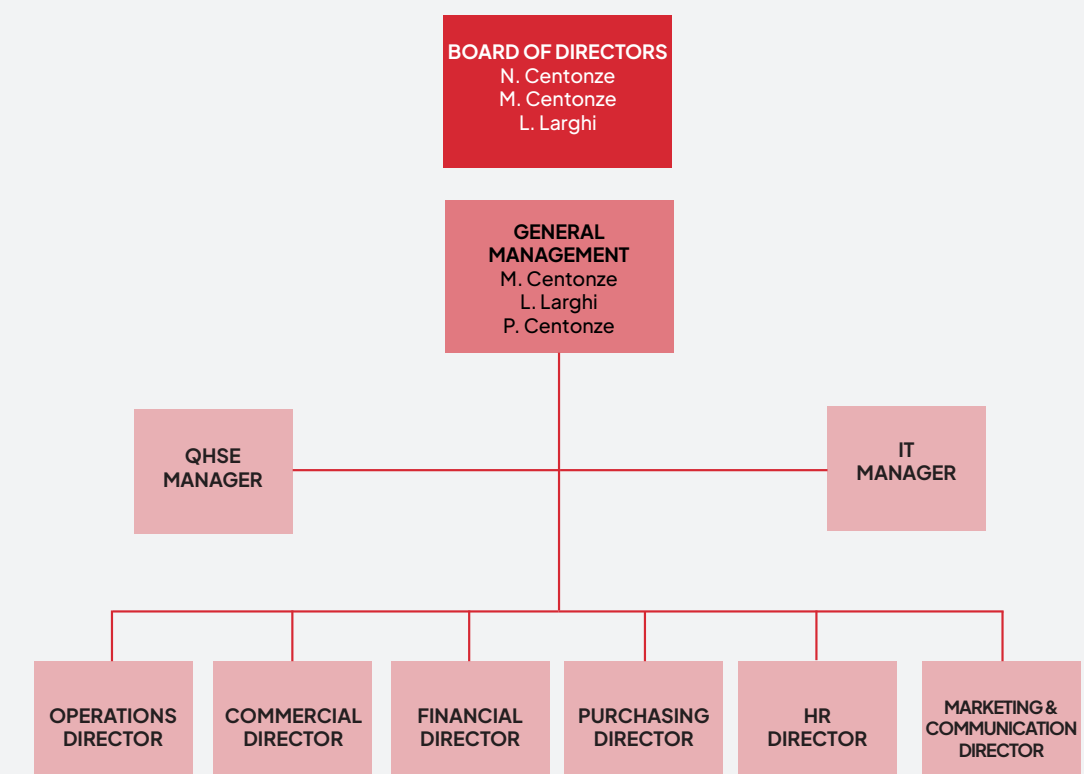 BOARD OF DIRECTORS
N. Centonze
M. Centonze
L. Larghi
GENERAL
MANAGEMENT
M. Centonze
L. Larghi
P. Centonze
QHSE
MANAGER
IT
MANAGER
OPERATIONS
DIRECTOR
COMMERCIAL
DIRECTOR
FINANCIAL
DIRECTOR
PURCHASING
DIRECTOR
HR
DIRECTOR
MARKETING &
COMMUNICATION
DIRECTOR